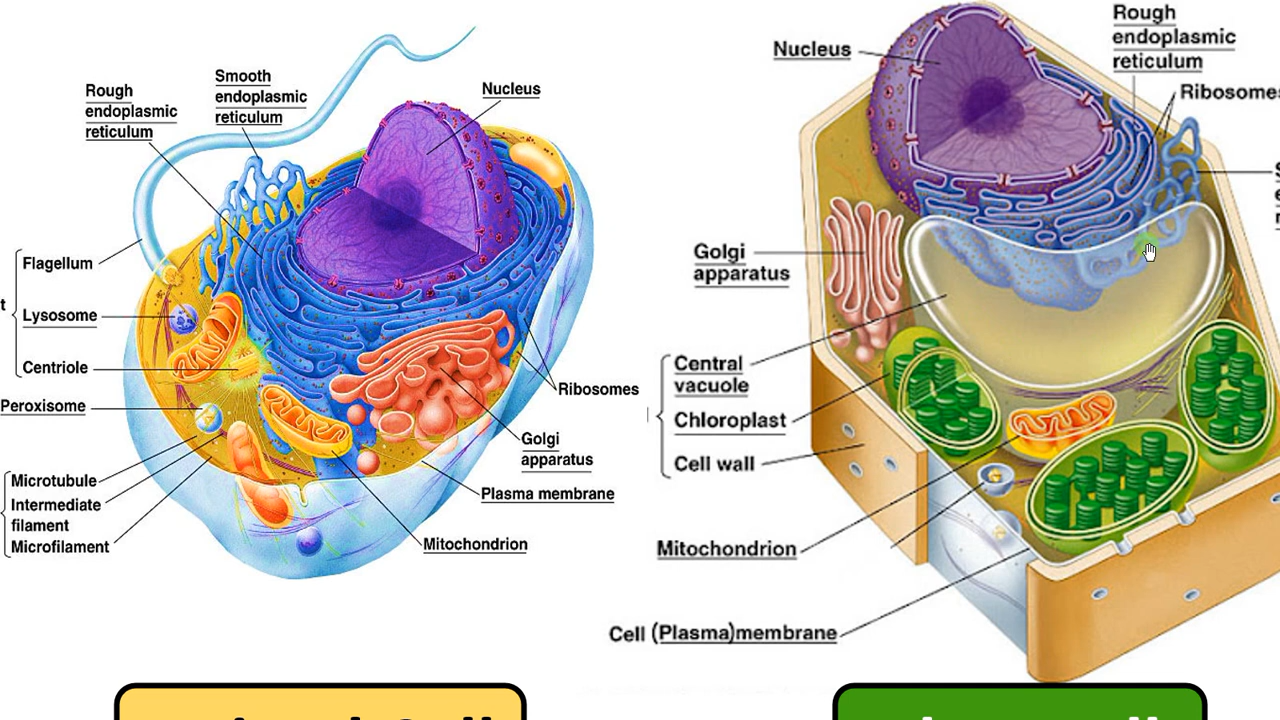 Rough
endoplasmic
reticulum
Smooth
endoplasmic
reticulum
Nucleus
Flagellum
Lysosome
Centriole
Peroxisome
Microtubule
Intermediate
filament
Microfilament
Ribosomes
Golgi
apparatus
Plasma membrane
Mitochondrion
Nucleus
Rough
endoplasmic
reticulum
Ribosomes
Golgi
apparatus
Central
vacuole
Chloroplast
Cell wall
Mitochondrion
Cell (Plasma)membrane